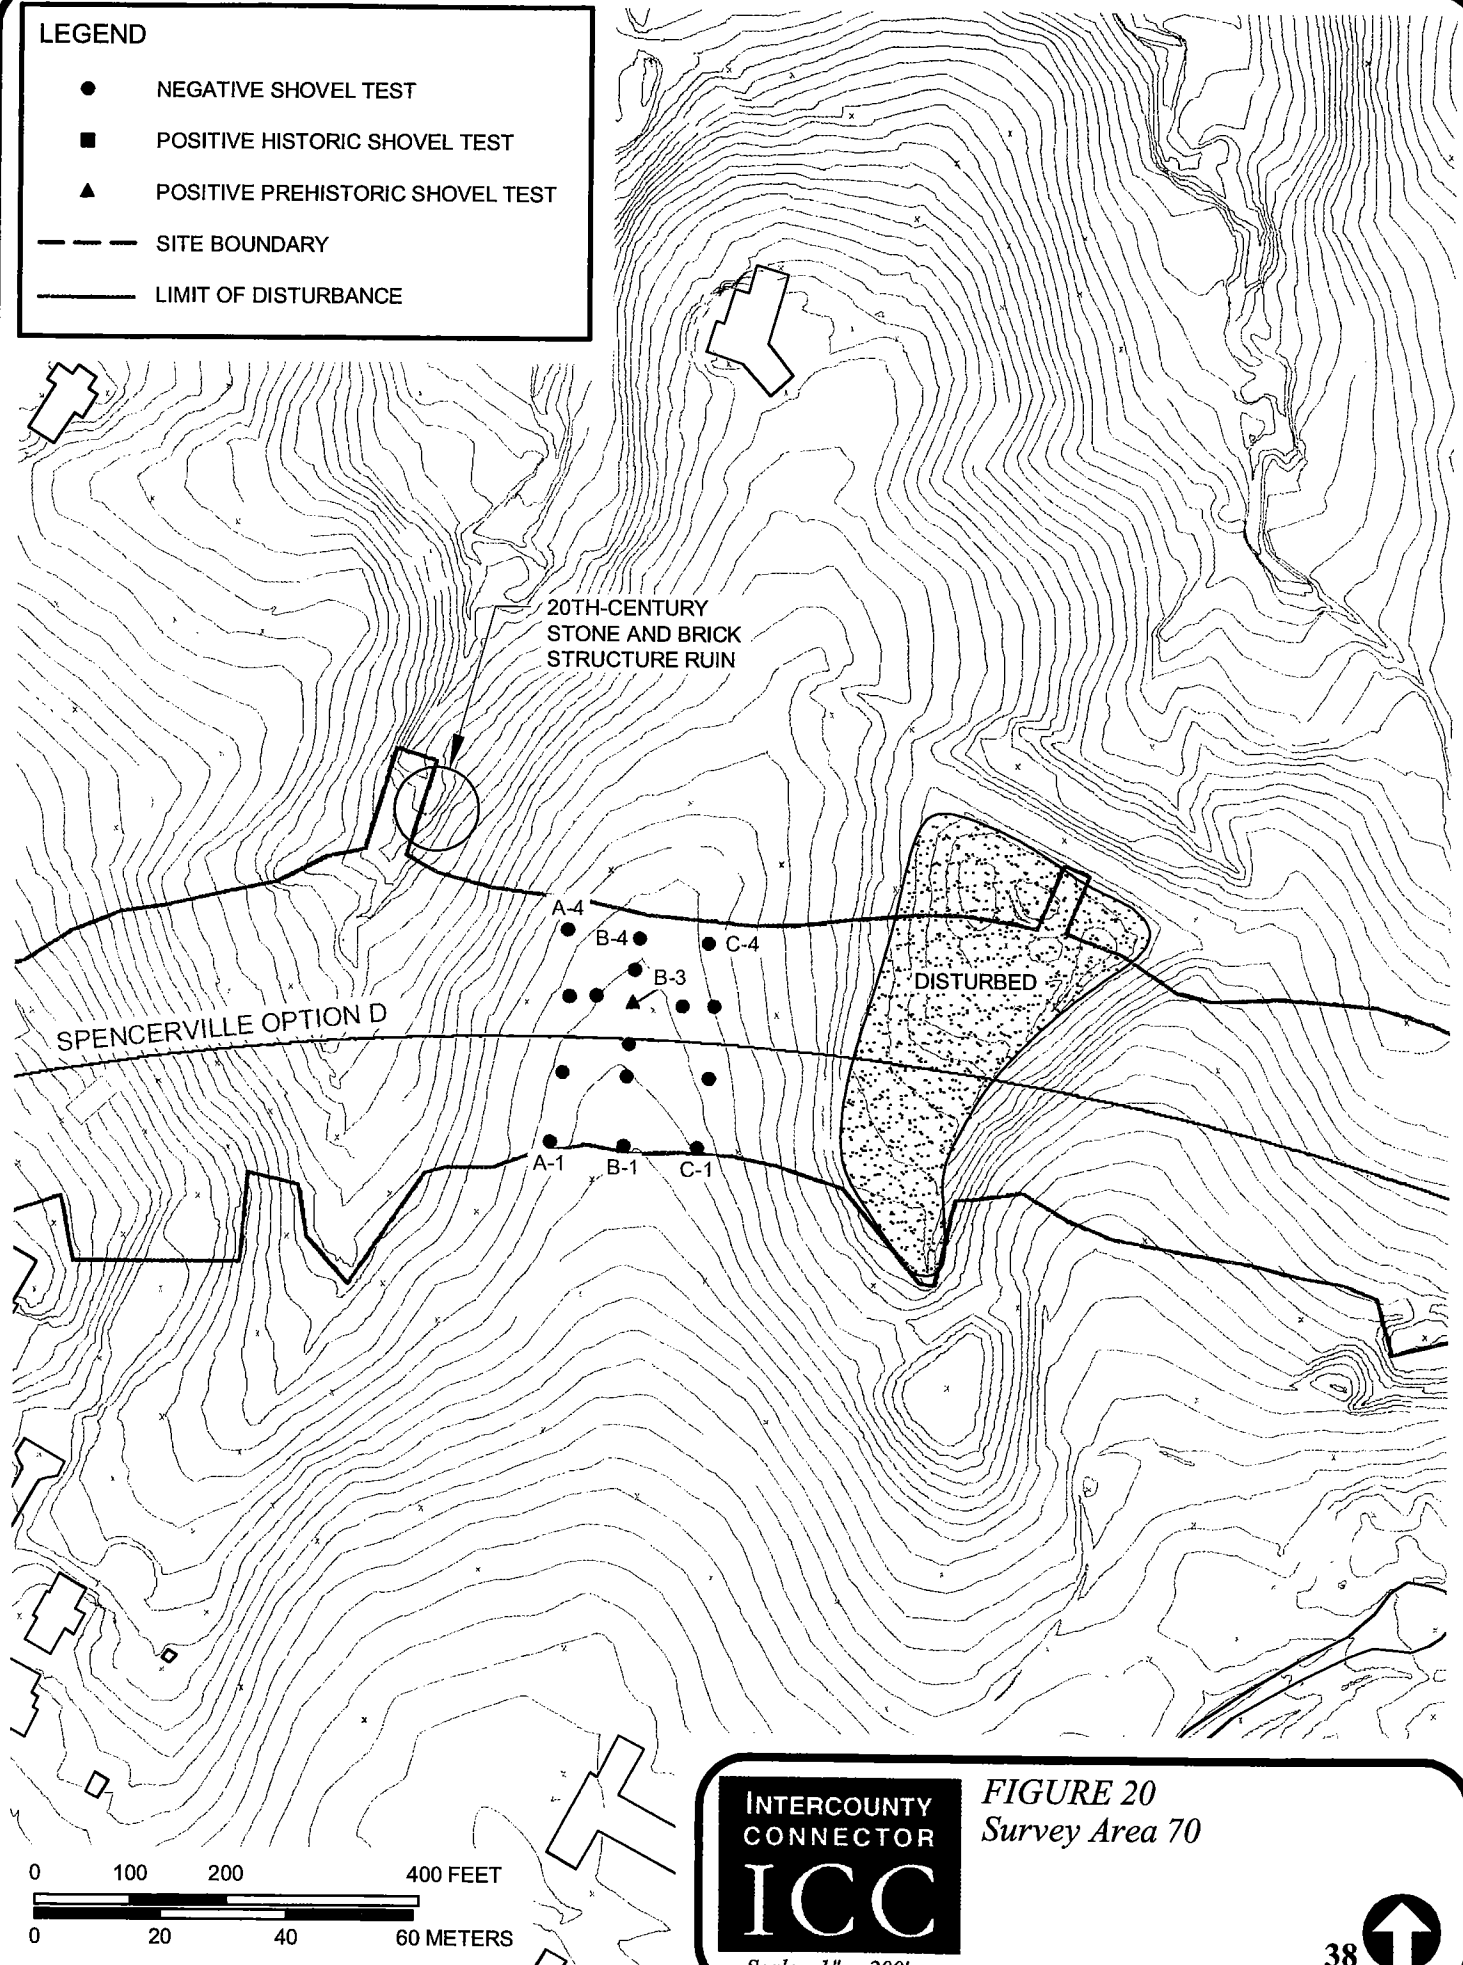 LEGEND
NEGATIVE SHOVEL TEST
POSITIVE HISTORIC SHOVEL TEST
POSITIVE PREHISTORIC SHOVEL TEST
SITE BOUNDARY
LIMIT OF DISTURBANCE
20TH-CENTURY
STONE AND BRICK
STRUCTURE RUIN
A-4
B-4
C-4
B-3
DISTURBED
SPENCERVILLE OPTION D
A-1
B-1
C-1
0 100 200 400 FEET
0 20 40 60 METERS
INTERCOUNTY
CONNECTOR
ICC
FIGURE 20
Survey Area 70
38